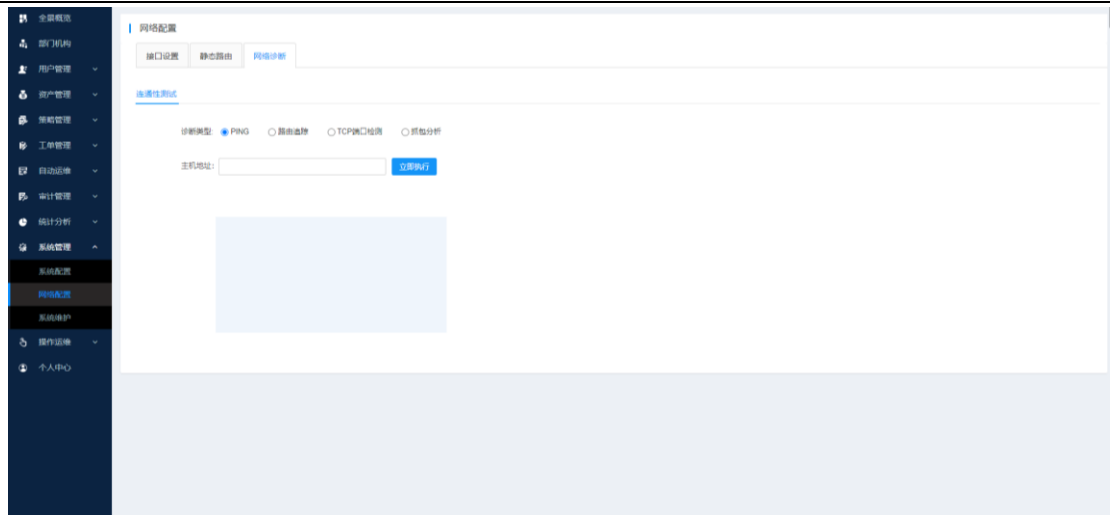 全景概览
部门机构
用户管理
资产管理
策略管理
工单管理
自动运维
审计管理
统计分析
系统管理
系统配置
网络配置
系统维护
操作运维
个人中心
网络配置
接口设置 静态路由 网络诊断
连通性测试
诊断类型: PING 路由追踪 TCP端口检测 抓包分析
主机地址: 立即执行